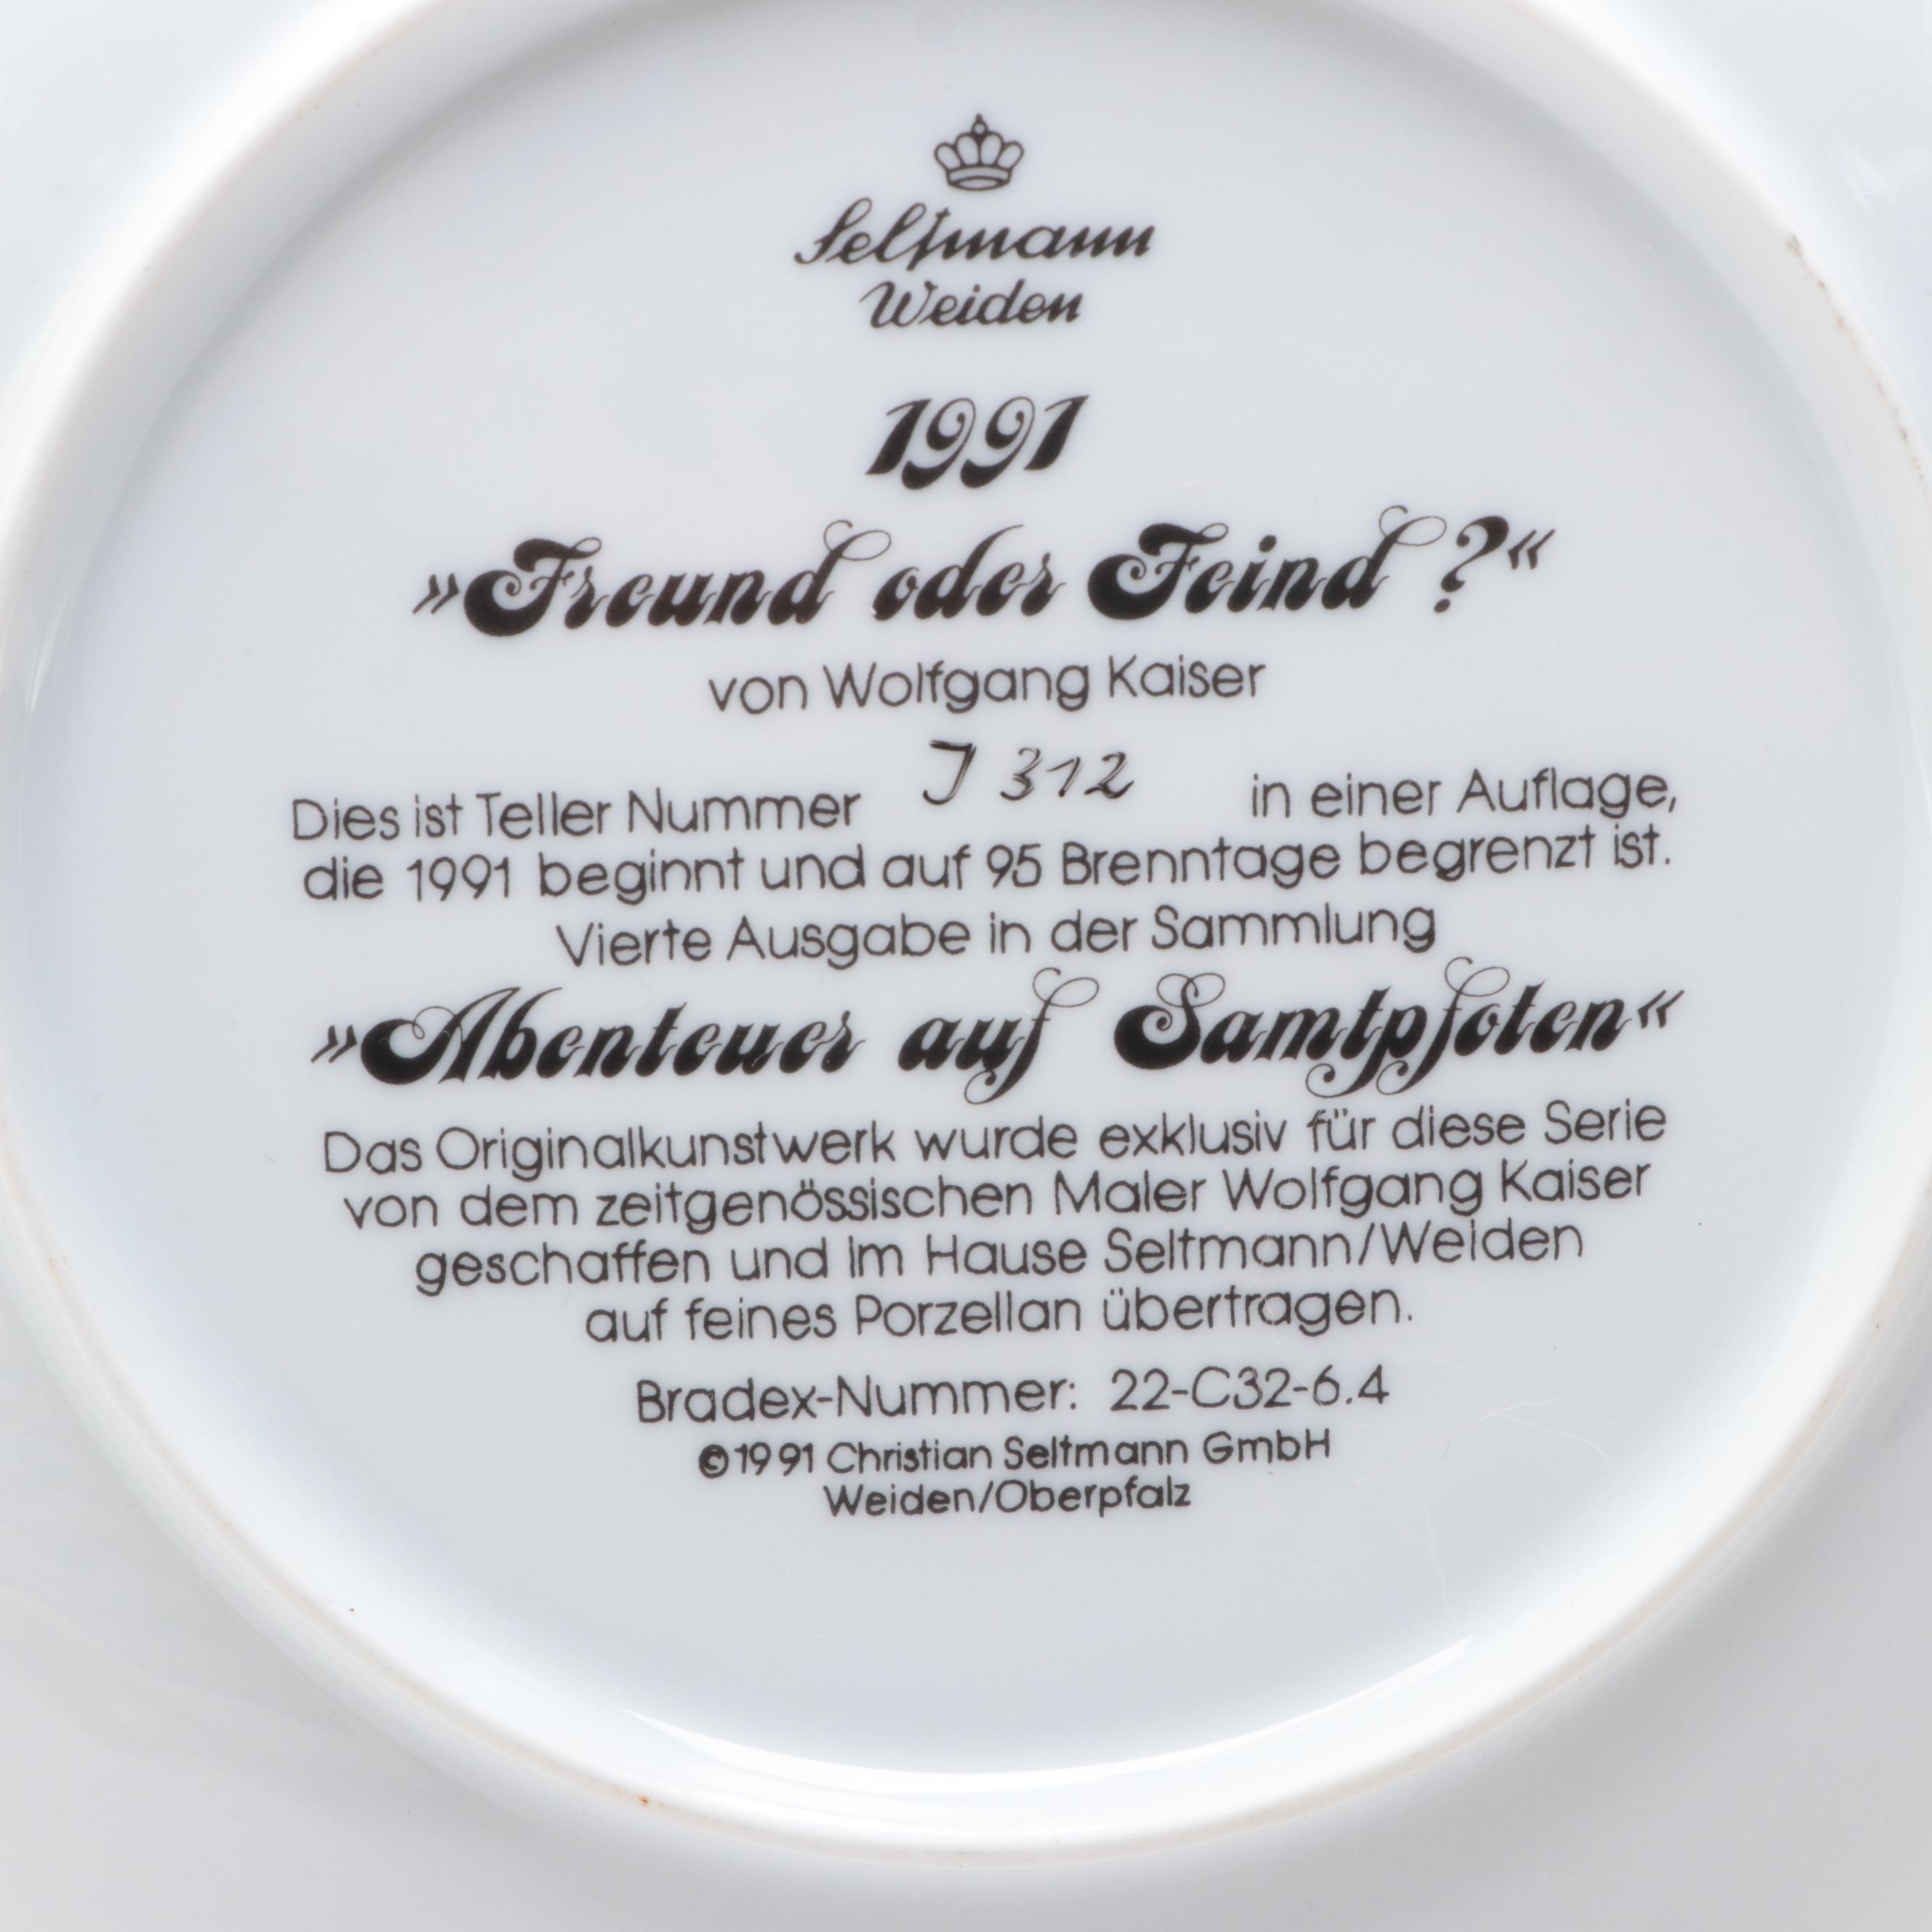 Seltmann
Weiden
1991
»Freund oder Feind?«
von Wolfgang Kaiser
Dies ist Teller Nummer J 312 in einer Auflage,
die 1991 beginnt und auf 95 Brenntage begrenzt ist.
Vierte Ausgabe in der Sammlung
»Abenteuer auf Samtpfoten«
Das Originalkunstwerk wurde exklusiv für diese Serie
von dem zeitgenössischen Maler Wolfgang Kaiser
geschaffen und im Hause Seltmann/Weiden
auf feines Porzellan übertragen.
Bradex-Nummer: 22-C32-6.4
©1991 Christian Seltmann GmbH
Weiden/Oberpfalz